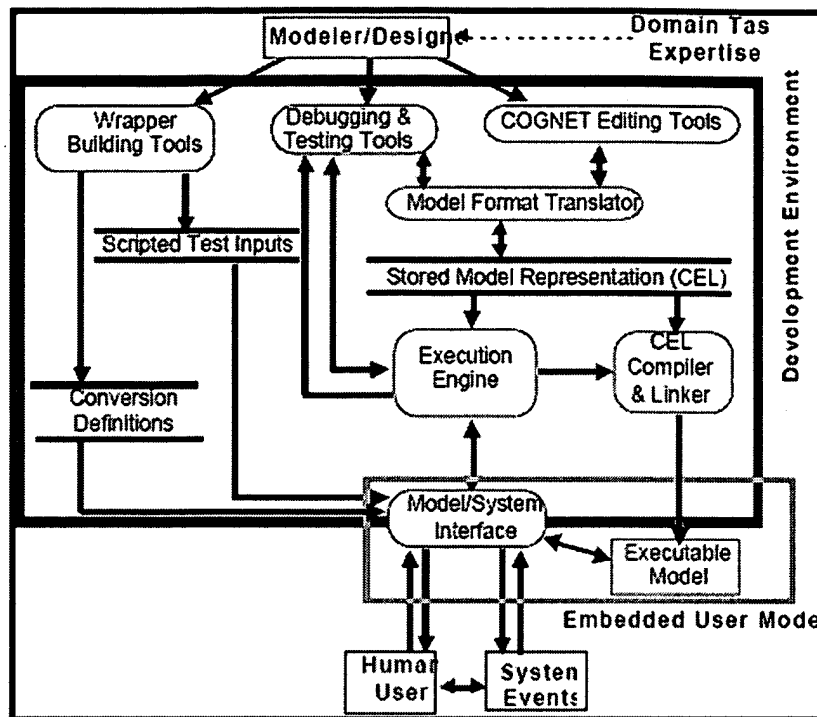 Modeler/Designe
Domain Tas
Expertise
Wrapper
Building Tools
Debugging &
Testing Tools
COGNET Editing Tools
Model Format Translator
Scripted Test Inputs
Stored Model Representation (CEL)
Execution
Engine
CEL
Compiler
& Linker
Conversion
Definitions
Model/System
Interface
Executable
Model
Development Environment
Embedded User Mode
Human
User
System
Events